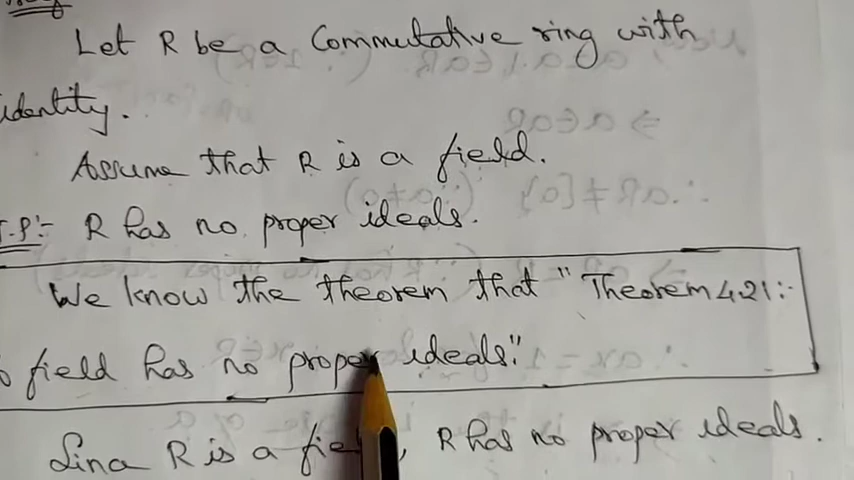 Let R be a Commutative ring with
identity.
Assume that R is a field.
T.P:- R has no proper ideals.
We know the theorem that "Theorem 4.21:-
field has no proper ideals."
Since R is a fie , R has no proper ideals.